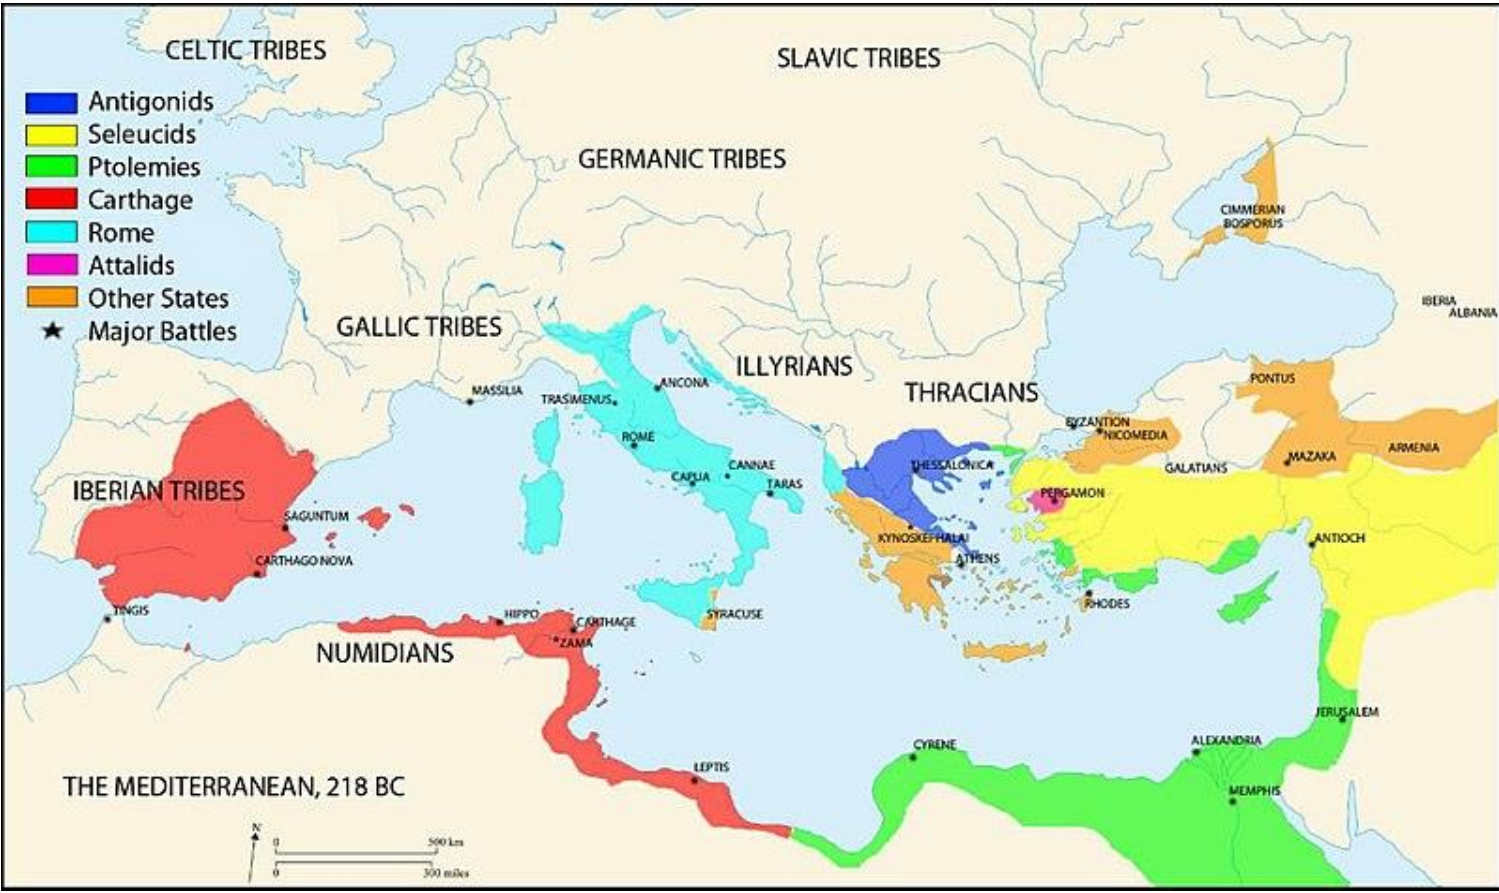 CELTIC TRIBES
SLAVIC TRIBES
Antigonids
Seleucids
Ptolemies
Carthage
Rome
Attalids
Other States
Major Battles
GERMANIC TRIBES
CIMMERIAN
BOSPORUS
IBERIA
ALBANIA
GALLIC TRIBES
ILLYRIANS
THRACIANS
PONTUS
MASSILIA
ANCONA
TRASIMENUS
ROME
BYZANTION
NICOMEDIA
ARMENIA
MAZAKA
GALATIANS
CANNAE
CAPUA
TARAS
THESSALONICA
PERGAMON
IBERIAN TRIBES
SAGUNTUM
KYNOSKEPHALAI
ATHENS
ANTIOCH
CARTHAGO NOVA
RHODES
TINGIS
HIPPO
CARTHAGE
ZAMA
SYRACUSE
NUMIDIANS
JERUSALEM
CYRENE
ALEXANDRIA
LEPTIS
MEMPHIS
THE MEDITERRANEAN, 218 BC
N
0 500 km
0 300 miles